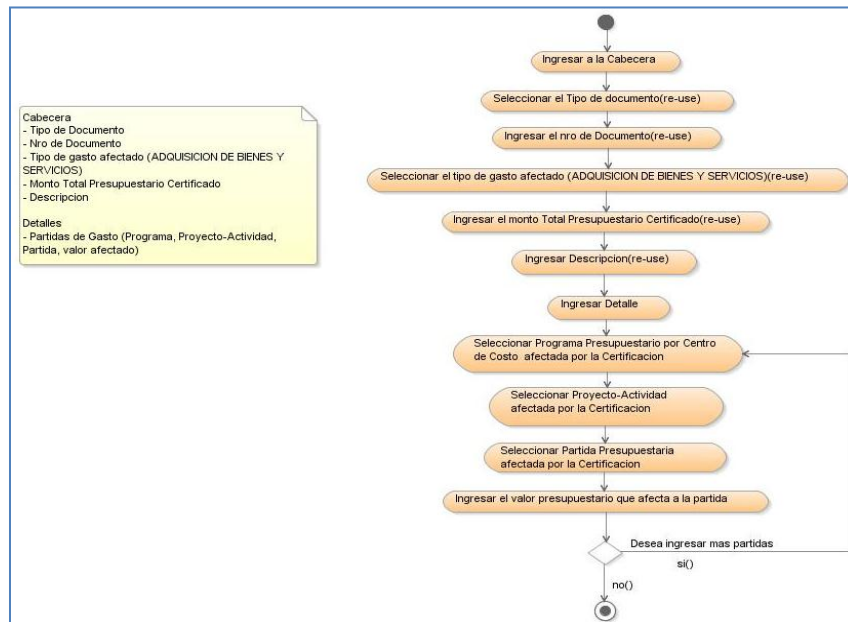 Cabecera
- Tipo de Documento
- Nro de Documento
- Tipo de gasto afectado (ADQUISICION DE BIENES Y
SERVICIOS)
- Monto Total Presupuestario Certificado
- Descripcion
Detalles
- Partidas de Gasto (Programa, Proyecto-Actividad,
Partida, valor afectado)
Ingresar a la Cabecera
Seleccionar el Tipo de documento(re-use)
Ingresar el nro de Documento(re-use)
Seleccionar el tipo de gasto afectado (ADQUISICION DE BIENES Y SERVICIOS)(re-use)
Ingresar el monto Total Presupuestario Certificado(re-use)
Ingresar Descripcion(re-use)
Ingresar Detalle
Seleccionar Programa Presupuestario por Centro
de Costo afectada por la Certificacion
Seleccionar Proyecto-Actividad
afectada por la Certificacion
Seleccionar Partida Presupuestaria
afectada por la Certificacion
Ingresar el valor presupuestario que afecta a la partida
Desea ingresar mas partidas
si()
no()